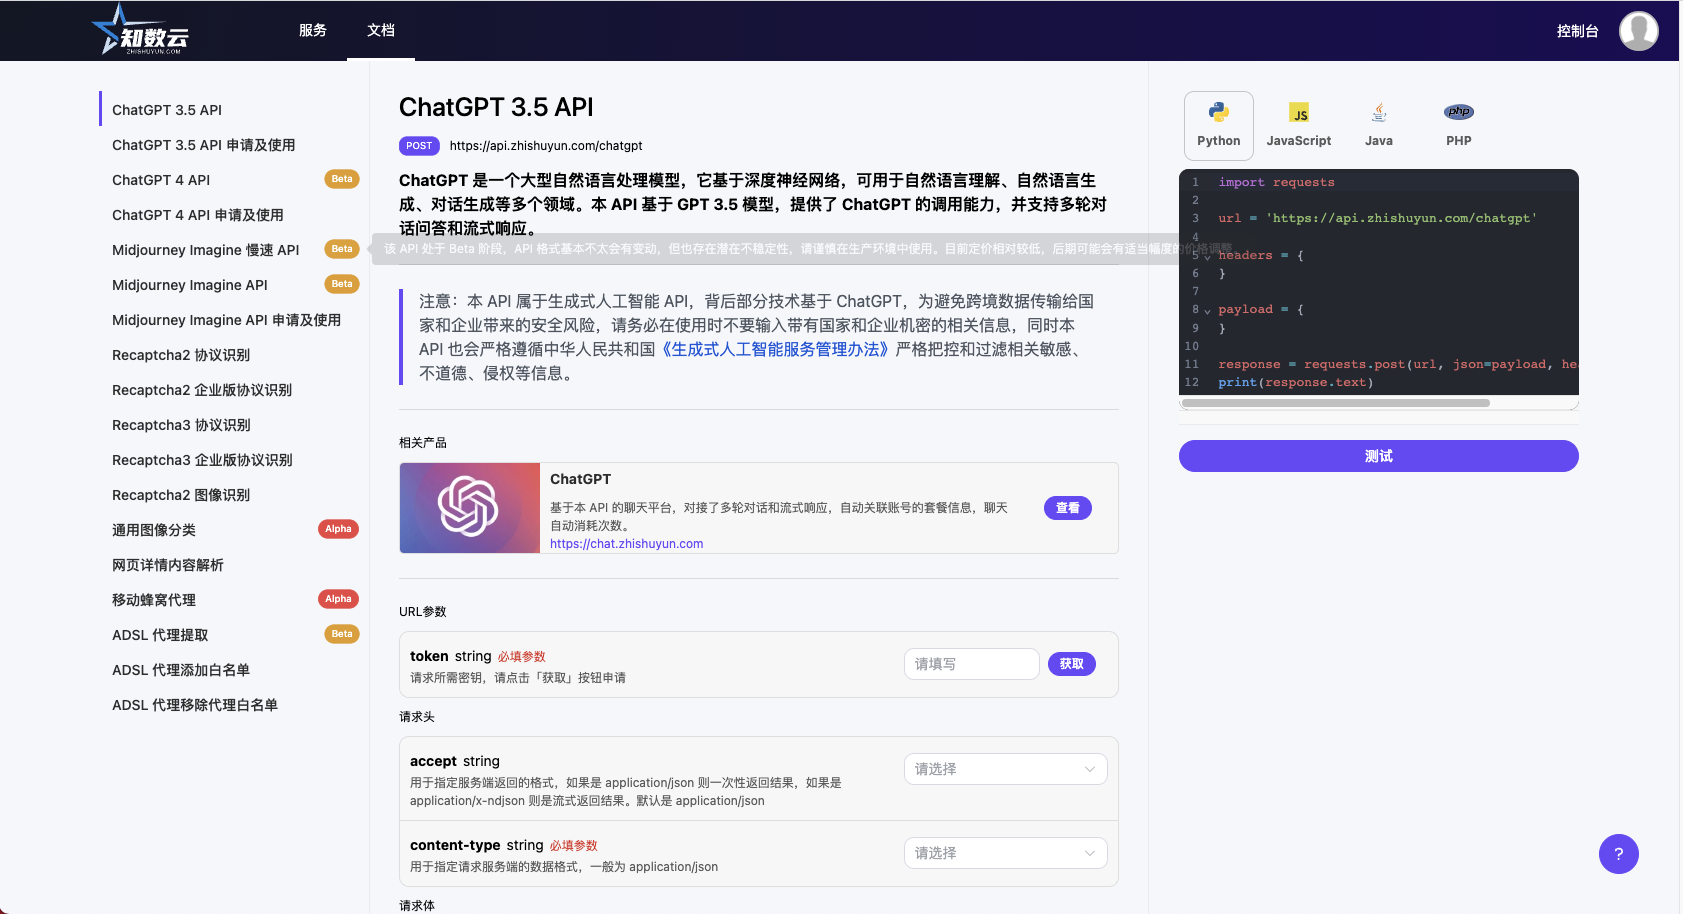 知数云
ZHISHUYUN.COM
服务
文档
控制台
ChatGPT 3.5 API
ChatGPT 3.5 API 申请及使用
ChatGPT 4 API
Beta
ChatGPT 4 API 申请及使用
Midjourney Imagine 慢速 API
Beta
Midjourney Imagine API
Beta
Midjourney Imagine API 申请及使用
Recaptcha2 协议识别
Recaptcha2 企业版协议识别
Recaptcha3 协议识别
Recaptcha3 企业版协议识别
Recaptcha2 图像识别
通用图像分类
Alpha
网页详情内容解析
移动蜂窝代理
Alpha
ADSL 代理提取
Beta
ADSL 代理添加白名单
ADSL 代理移除代理白名单
ChatGPT 3.5 API
POST https://api.zhishuyun.com/chatgpt
ChatGPT 是一个大型自然语言处理模型，它基于深度神经网络，可用于自然语言理解、自然语言生
成、对话生成等多个领域。本 API 基于 GPT 3.5 模型，提供了 ChatGPT 的调用能力，并支持多轮对
话问答和流式响应。
该 API 处于 Beta 阶段，API 格式基本不太会有变动，但也存在潜在不稳定性，请谨慎在生产环境中使用。目前定价相对较低，后期可能会有适当幅度的价格调整。
注意：本 API 属于生成式人工智能 API，背后部分技术基于 ChatGPT，为避免跨境数据传输给国
家和企业带来的安全风险，请务必在使用时不要输入带有国家和企业机密的相关信息，同时本
API 也会严格遵循中华人民共和国《生成式人工智能服务管理办法》严格把控和过滤相关敏感、
不道德、侵权等信息。
相关产品
ChatGPT
基于本 API 的聊天平台，对接了多轮对话和流式响应，自动关联账号的套餐信息，聊天
自动消耗次数。
https://chat.zhishuyun.com
查看
URL参数
token string 必填参数
请求所需密钥，请点击「获取」按钮申请
请填写
获取
请求头
accept string
用于指定服务端返回的格式，如果是 application/json 则一次性返回结果，如果是
application/x-ndjson 则是流式返回结果。默认是 application/json
请选择
content-type string 必填参数
用于指定请求服务端的数据格式，一般为 application/json
请选择
请求体
Python
JavaScript
Java
PHP
JS
php
1 import requests
2
3 url = 'https://api.zhishuyun.com/chatgpt'
4
5 headers = {
6 }
7
8 payload = {
9 }
10
11 response = requests.post(url, json=payload, hea
12 print(response.text)
测试
?